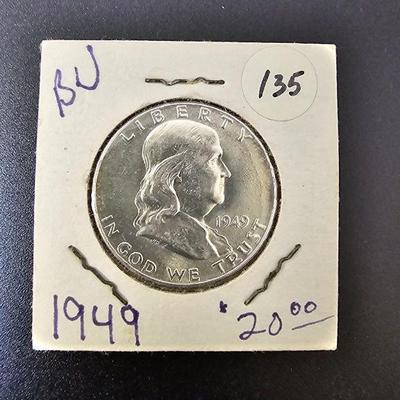 BU
135
LIBERTY
1949
IN GOD WE TRUST
1949
$20.00